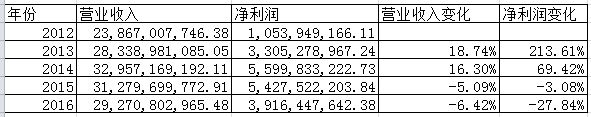 年份 营业收入 净利润 营业收入变化 净利润变化
2012 23,867,007,746.38 1,053,949,166.11
2013 28,338,981,085.05 3,305,278,967.24 18.74% 213.61%
2014 32,957,169,192.11 5,599,833,222.73 16.30% 69.42%
2015 31,279,699,772.91 5,427,522,203.84 -5.09% -3.08%
2016 29,270,802,965.48 3,916,447,642.38 -6.42% -27.84%